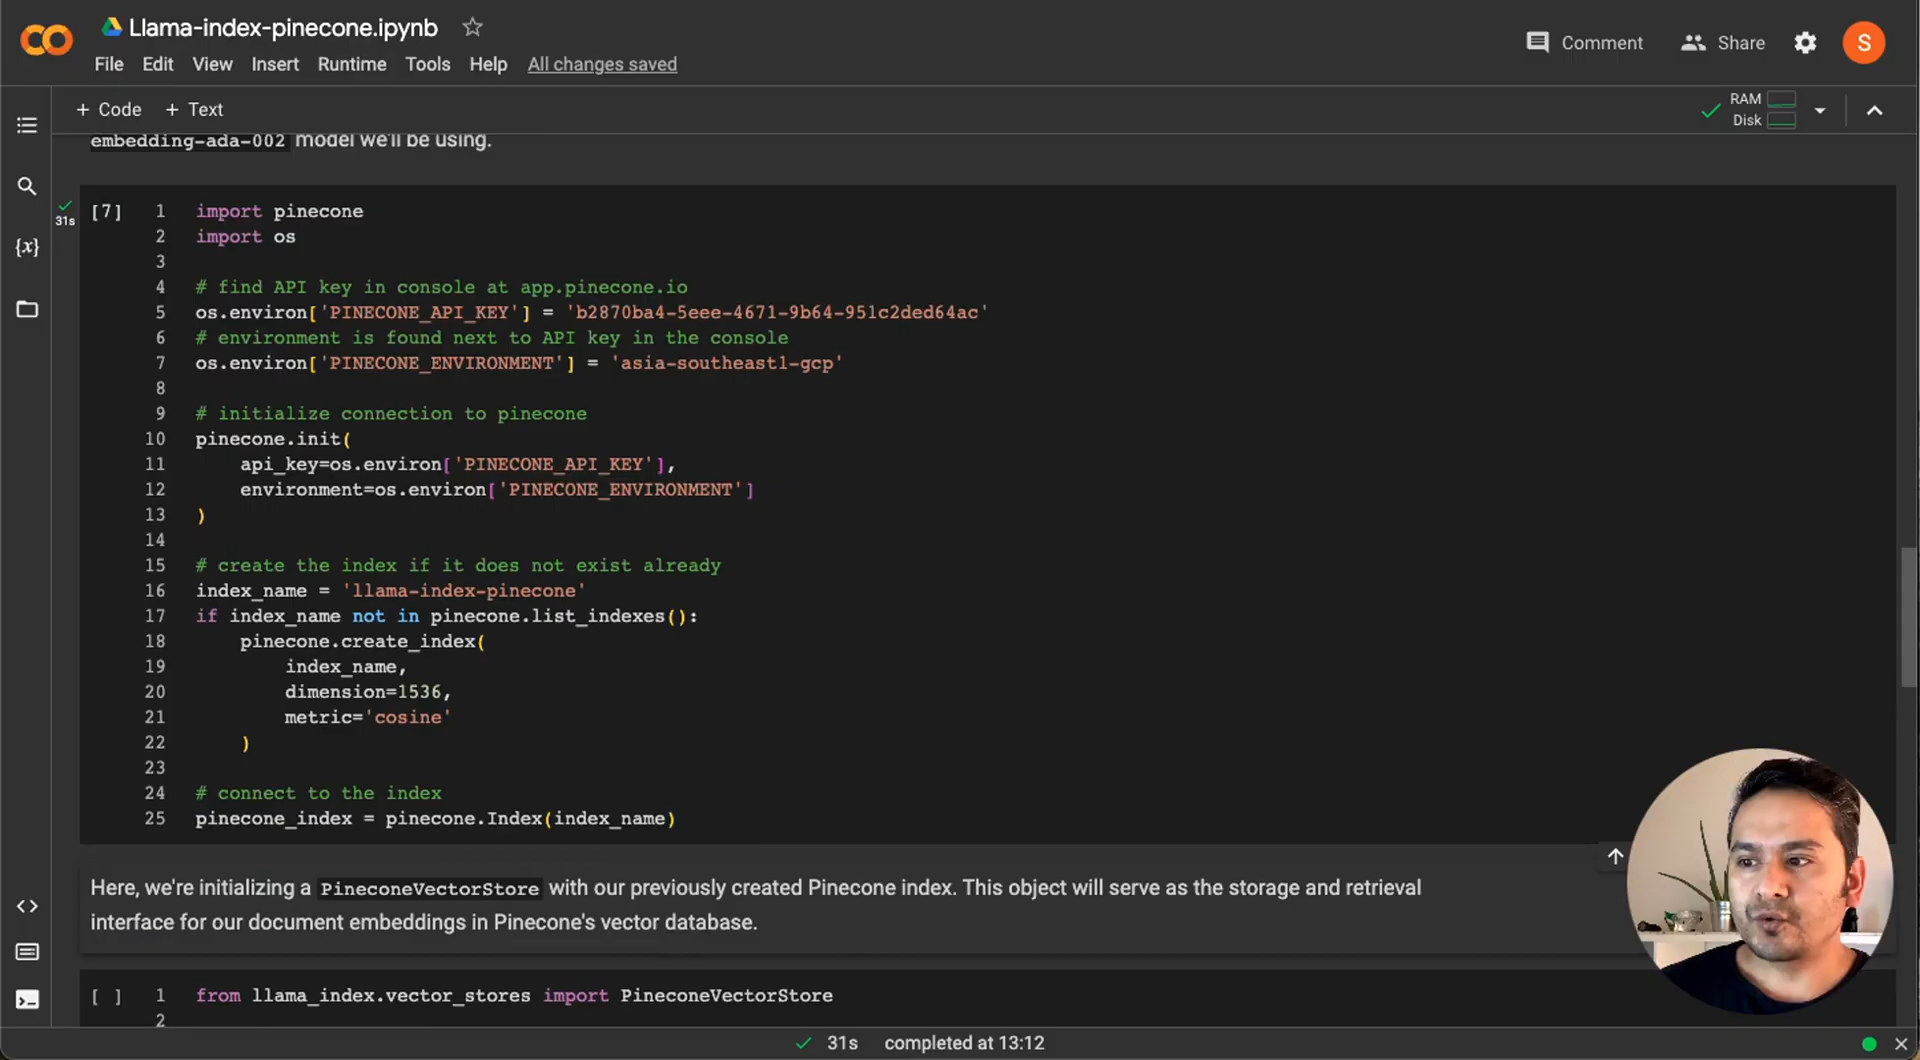 Llama-index-pinecone.ipynb
Comment
Share
S
File Edit View Insert Runtime Tools Help All changes saved
+ Code + Text
RAM
Disk
embedding-ada-002 model we'll be using.
31s
[7]
1 import pinecone
2 import os
3
4 # find API key in console at app.pinecone.io
5 os.environ['PINECONE_API_KEY'] = 'b2870ba4-5eee-4671-9b64-951c2ded64ac'
6 # environment is found next to API key in the console
7 os.environ['PINECONE_ENVIRONMENT'] = 'asia-southeast1-gcp'
8
9 # initialize connection to pinecone
10 pinecone.init(
11 api_key=os.environ['PINECONE_API_KEY'],
12 environment=os.environ['PINECONE_ENVIRONMENT']
13 )
14
15 # create the index if it does not exist already
16 index_name = 'llama-index-pinecone'
17 if index_name not in pinecone.list_indexes():
18 pinecone.create_index(
19 index_name,
20 dimension=1536,
21 metric='cosine'
22 )
23
24 # connect to the index
25 pinecone_index = pinecone.Index(index_name)
Here, we're initializing a PineconeVectorStore with our previously created Pinecone index. This object will serve as the storage and retrieval
interface for our document embeddings in Pinecone's vector database.
[ ] 1 from llama_index.vector_stores import PineconeVectorStore
2
31s completed at 13:12